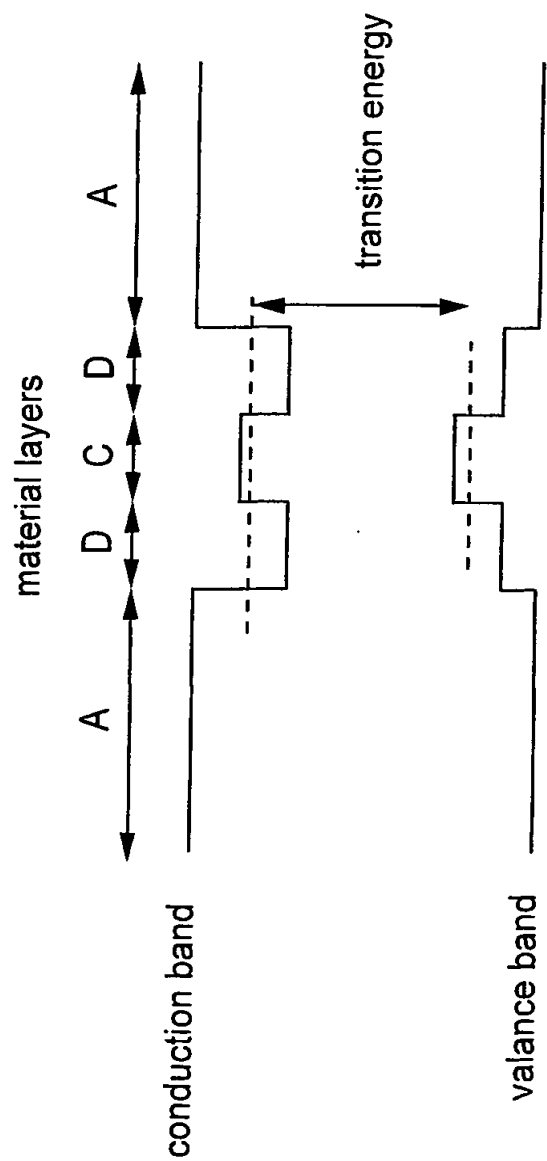 material layers
A
D
C
D
A
conduction band
transition energy
valance band